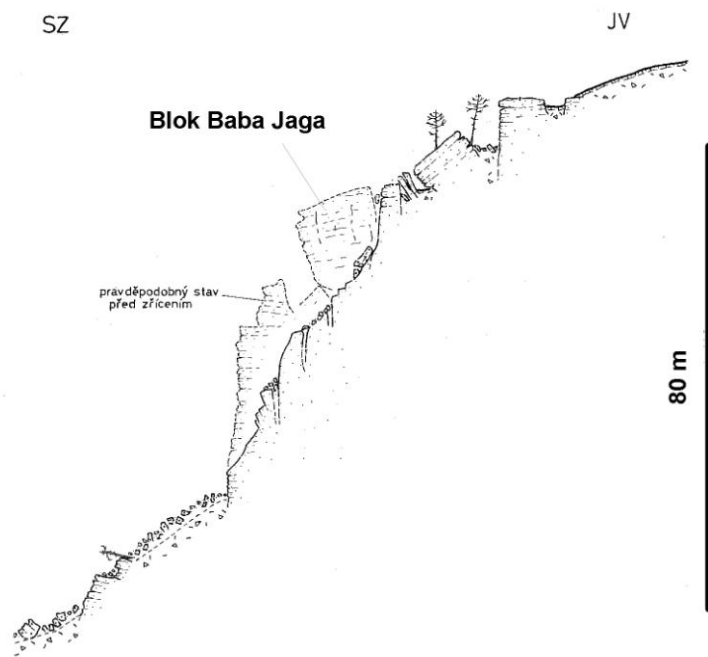 SZ
JV
Blok Baba Jaga
pravděpodobný stav
před zřícením
80 m